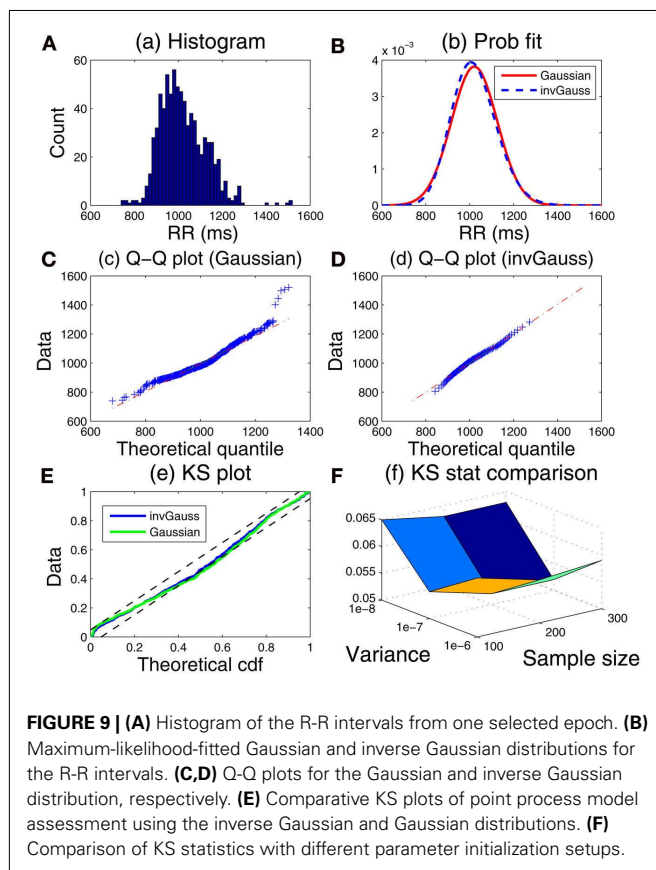 A (a) Histogram
60
40
20
0
Count
600 800 1000 1200 1400 1600
RR (ms)
B (b) Prob fit
x 10⁻³
4
3
2
1
0
Gaussian
invGauss
600 800 1000 1200 1400 1600
RR (ms)
C (c) Q−Q plot (Gaussian)
1600
1400
1200
1000
800
600
Data
600 800 1000 1200 1400
Theoretical quantile
D (d) Q−Q plot (invGauss)
1600
1400
1200
1000
800
600
Data
600 800 1000 1200 1400 1600
Theoretical quantile
E (e) KS plot
1
0.8
0.6
0.4
0.2
0
Data
invGauss
Gaussian
0 0.2 0.4 0.6 0.8 1
Theoretical cdf
F (f) KS stat comparison
0.065
0.06
0.055
0.05
1e−8
1e−7
1e−6
Variance
100
200
300
Sample size
FIGURE 9 | (A) Histogram of the R-R intervals from one selected epoch. (B)
Maximum-likelihood-fitted Gaussian and inverse Gaussian distributions for
the R-R intervals. (C,D) Q-Q plots for the Gaussian and inverse Gaussian
distribution, respectively. (E) Comparative KS plots of point process model
assessment using the inverse Gaussian and Gaussian distributions. (F)
Comparison of KS statistics with different parameter initialization setups.